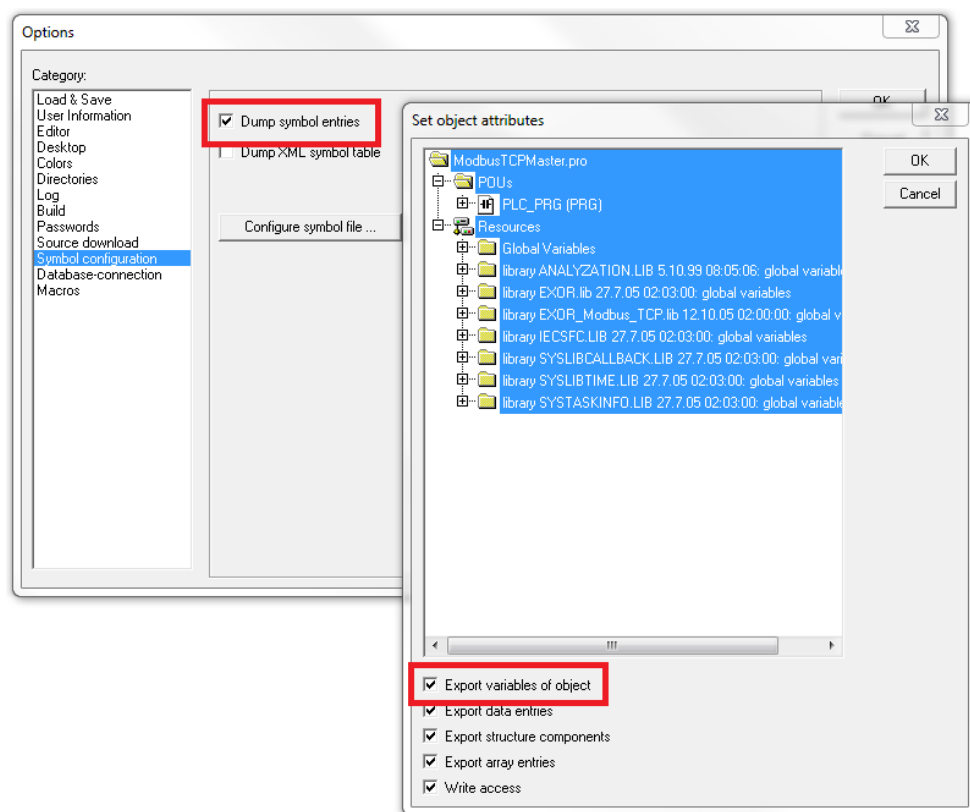 Options
Category:
Load & Save
User Information
Editor
Desktop
Colors
Directories
Log
Build
Passwords
Source download
Symbol configuration
Database-connection
Macros
Dump symbol entries
Dump XML symbol table
Configure symbol file ...
OK
Set object attributes
ModbusTCPMaster.pro
POUs
PLC_PRG (PRG)
Resources
Global Variables
library ANALYZATION.LIB 5.10.99 08:05:06: global variabl
library EXOR.lib 27.7.05 02:03:00: global variables
library EXOR_Modbus_TCP.lib 12.10.05 02:00:00: global v
library IECSFC.LIB 27.7.05 02:03:00: global variables
library SYSLIBCALLBACK.LIB 27.7.05 02:03:00: global vari
library SYSLIBTIME.LIB 27.7.05 02:03:00: global variables
library SYSTASKINFO.LIB 27.7.05 02:03:00: global variable
OK
Cancel
Export variables of object
Export data entries
Export structure components
Export array entries
Write access